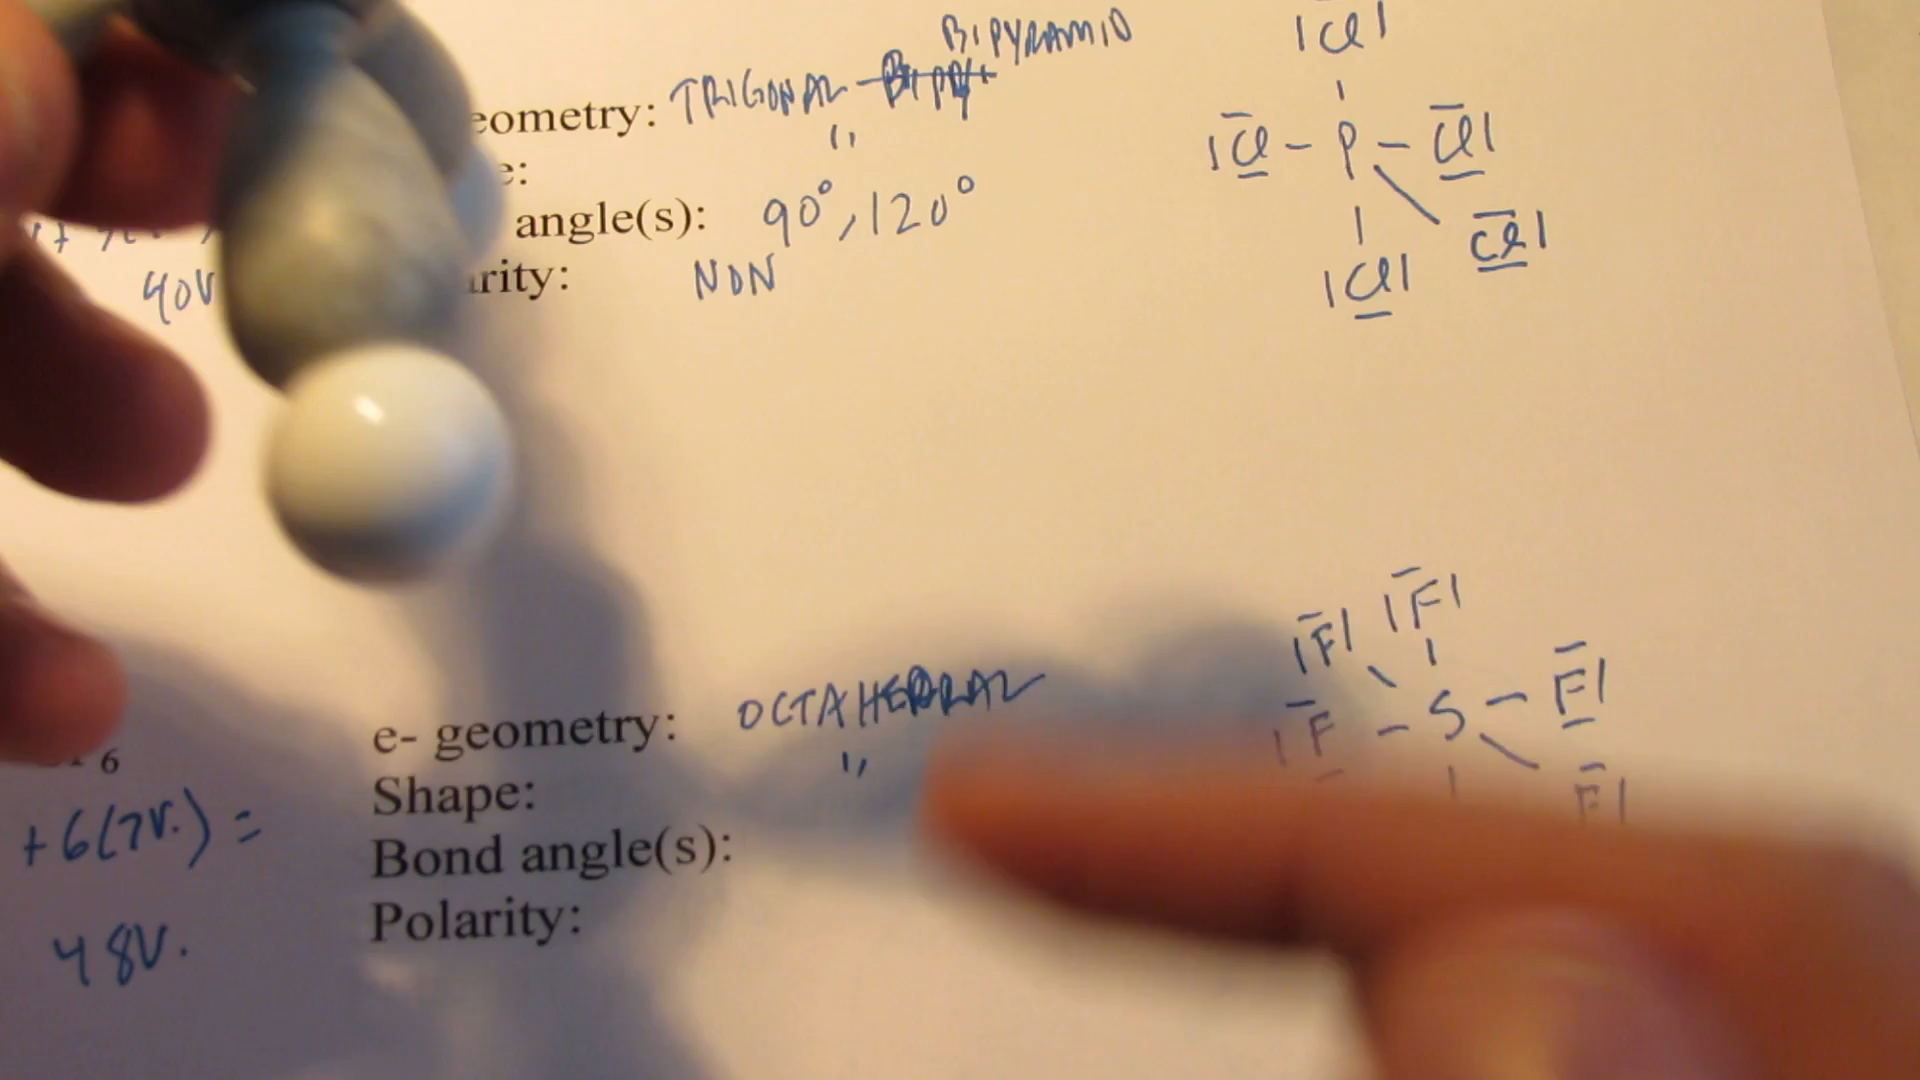 BIPYRAMID
eometry: TRIGONAL
e: "
angle(s): 90°, 120°
rity: NON
40V
|Cl|
|Cl - P - Cl|
Cl|
|Cl|
e- geometry: OCTAHEDRAL
Shape: "
Bond angle(s):
Polarity:
6
+6(7V.) =
48V.
|F| |F|
|F - S - F|
F|